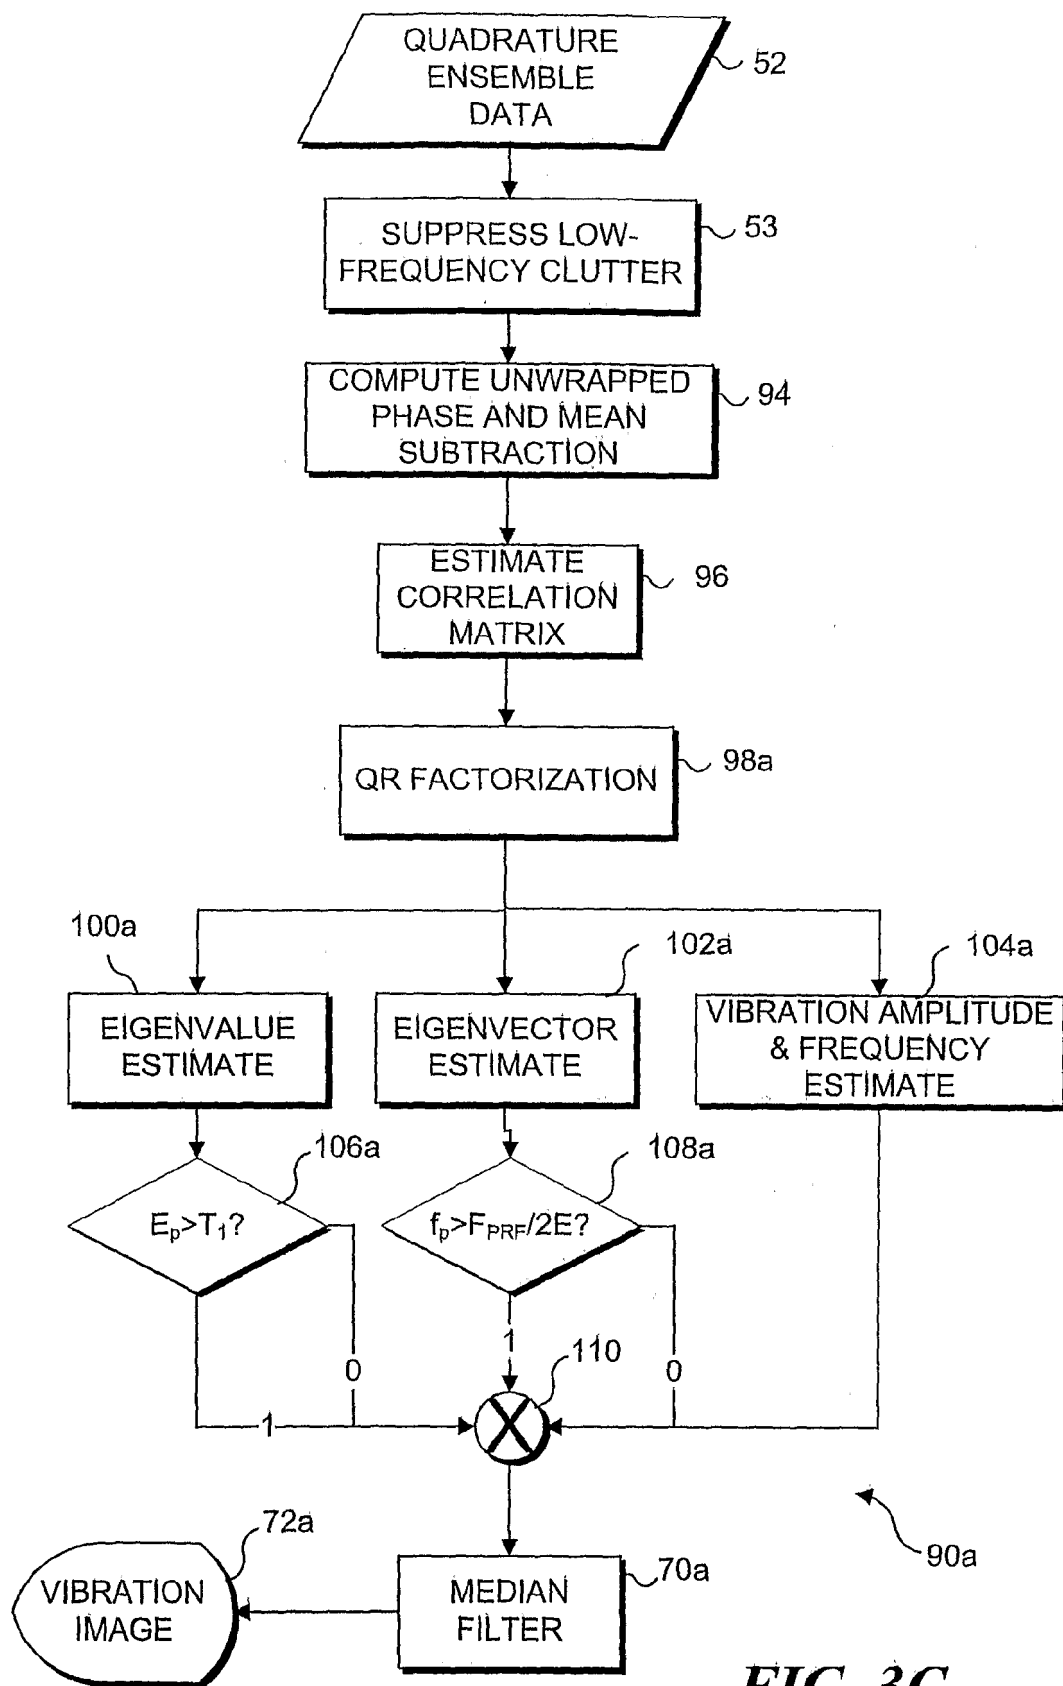 QUADRATURE
ENSEMBLE
DATA
52
SUPPRESS LOW-
FREQUENCY CLUTTER
53
COMPUTE UNWRAPPED
PHASE AND MEAN
SUBTRACTION
94
ESTIMATE
CORRELATION
MATRIX
96
QR FACTORIZATION
98a
100a
102a
104a
EIGENVALUE
ESTIMATE
EIGENVECTOR
ESTIMATE
VIBRATION AMPLITUDE
& FREQUENCY
ESTIMATE
106a
108a
Ep>T1?
fp>FPRF/2E?
1
0
110
0
1
72a
90a
70a
VIBRATION
IMAGE
MEDIAN
FILTER
FIG. 3C